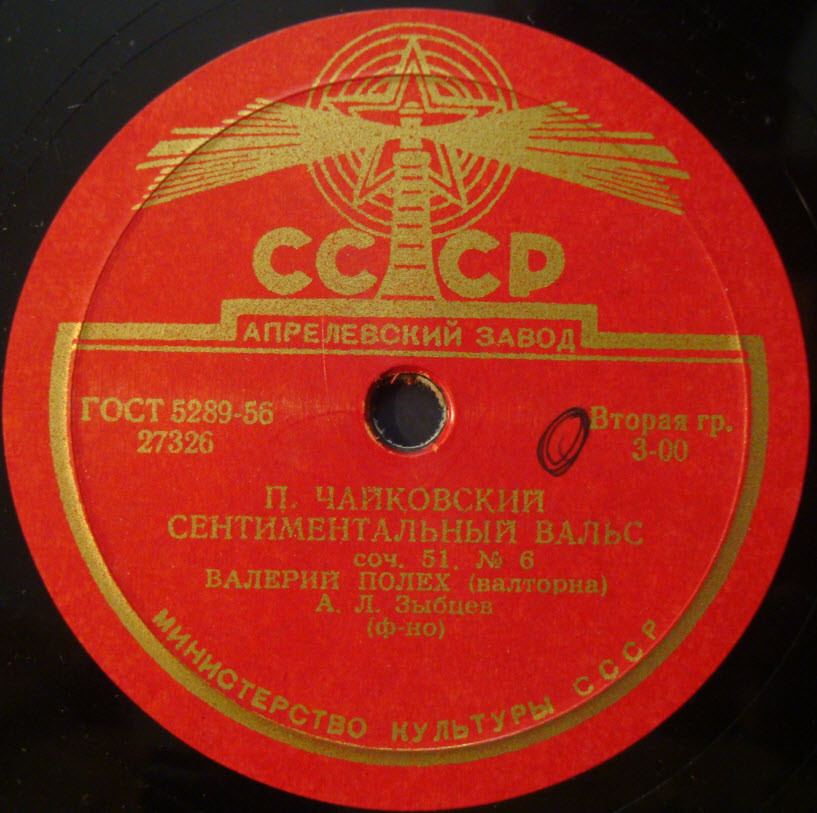 СССР
АПРЕЛЕВСКИЙ ЗАВОД
ГОСТ 5289-56
27326
Вторая гр.
3-00
П. ЧАЙКОВСКИЙ
СЕНТИМЕНТАЛЬНЫЙ ВАЛЬС
соч. 51. № 6
ВАЛЕРИЙ ПОЛЕХ (валторна)
А. Л. Зыбцев
(ф-но)
МИНИСТЕРСТВО КУЛЬТУРЫ СССР